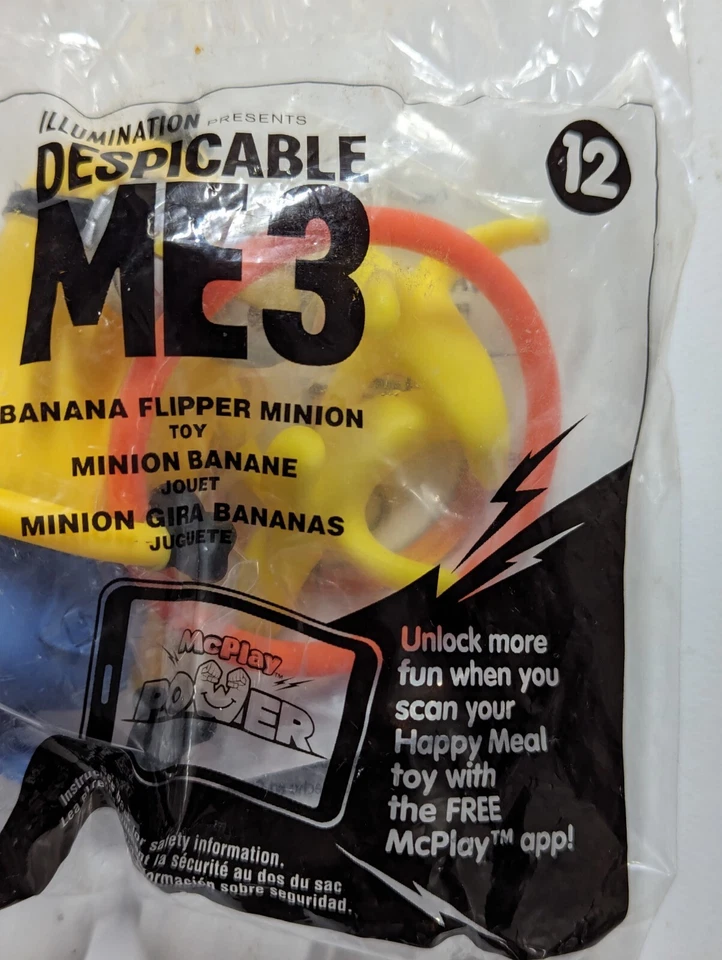 ILLUMINATION PRESENTS
DESPICABLE
ME 3
12
BANANA FLIPPER MINION
TOY
MINION BANANE
JOUET
MINION GIRA BANANAS
JUGUETE
McPlay
POWER
Unlock more
fun when you
scan your
Happy Meal
toy with
the FREE
McPlay™ app!
safety information.
la sécurité au dos du sac
sobre seguridad.